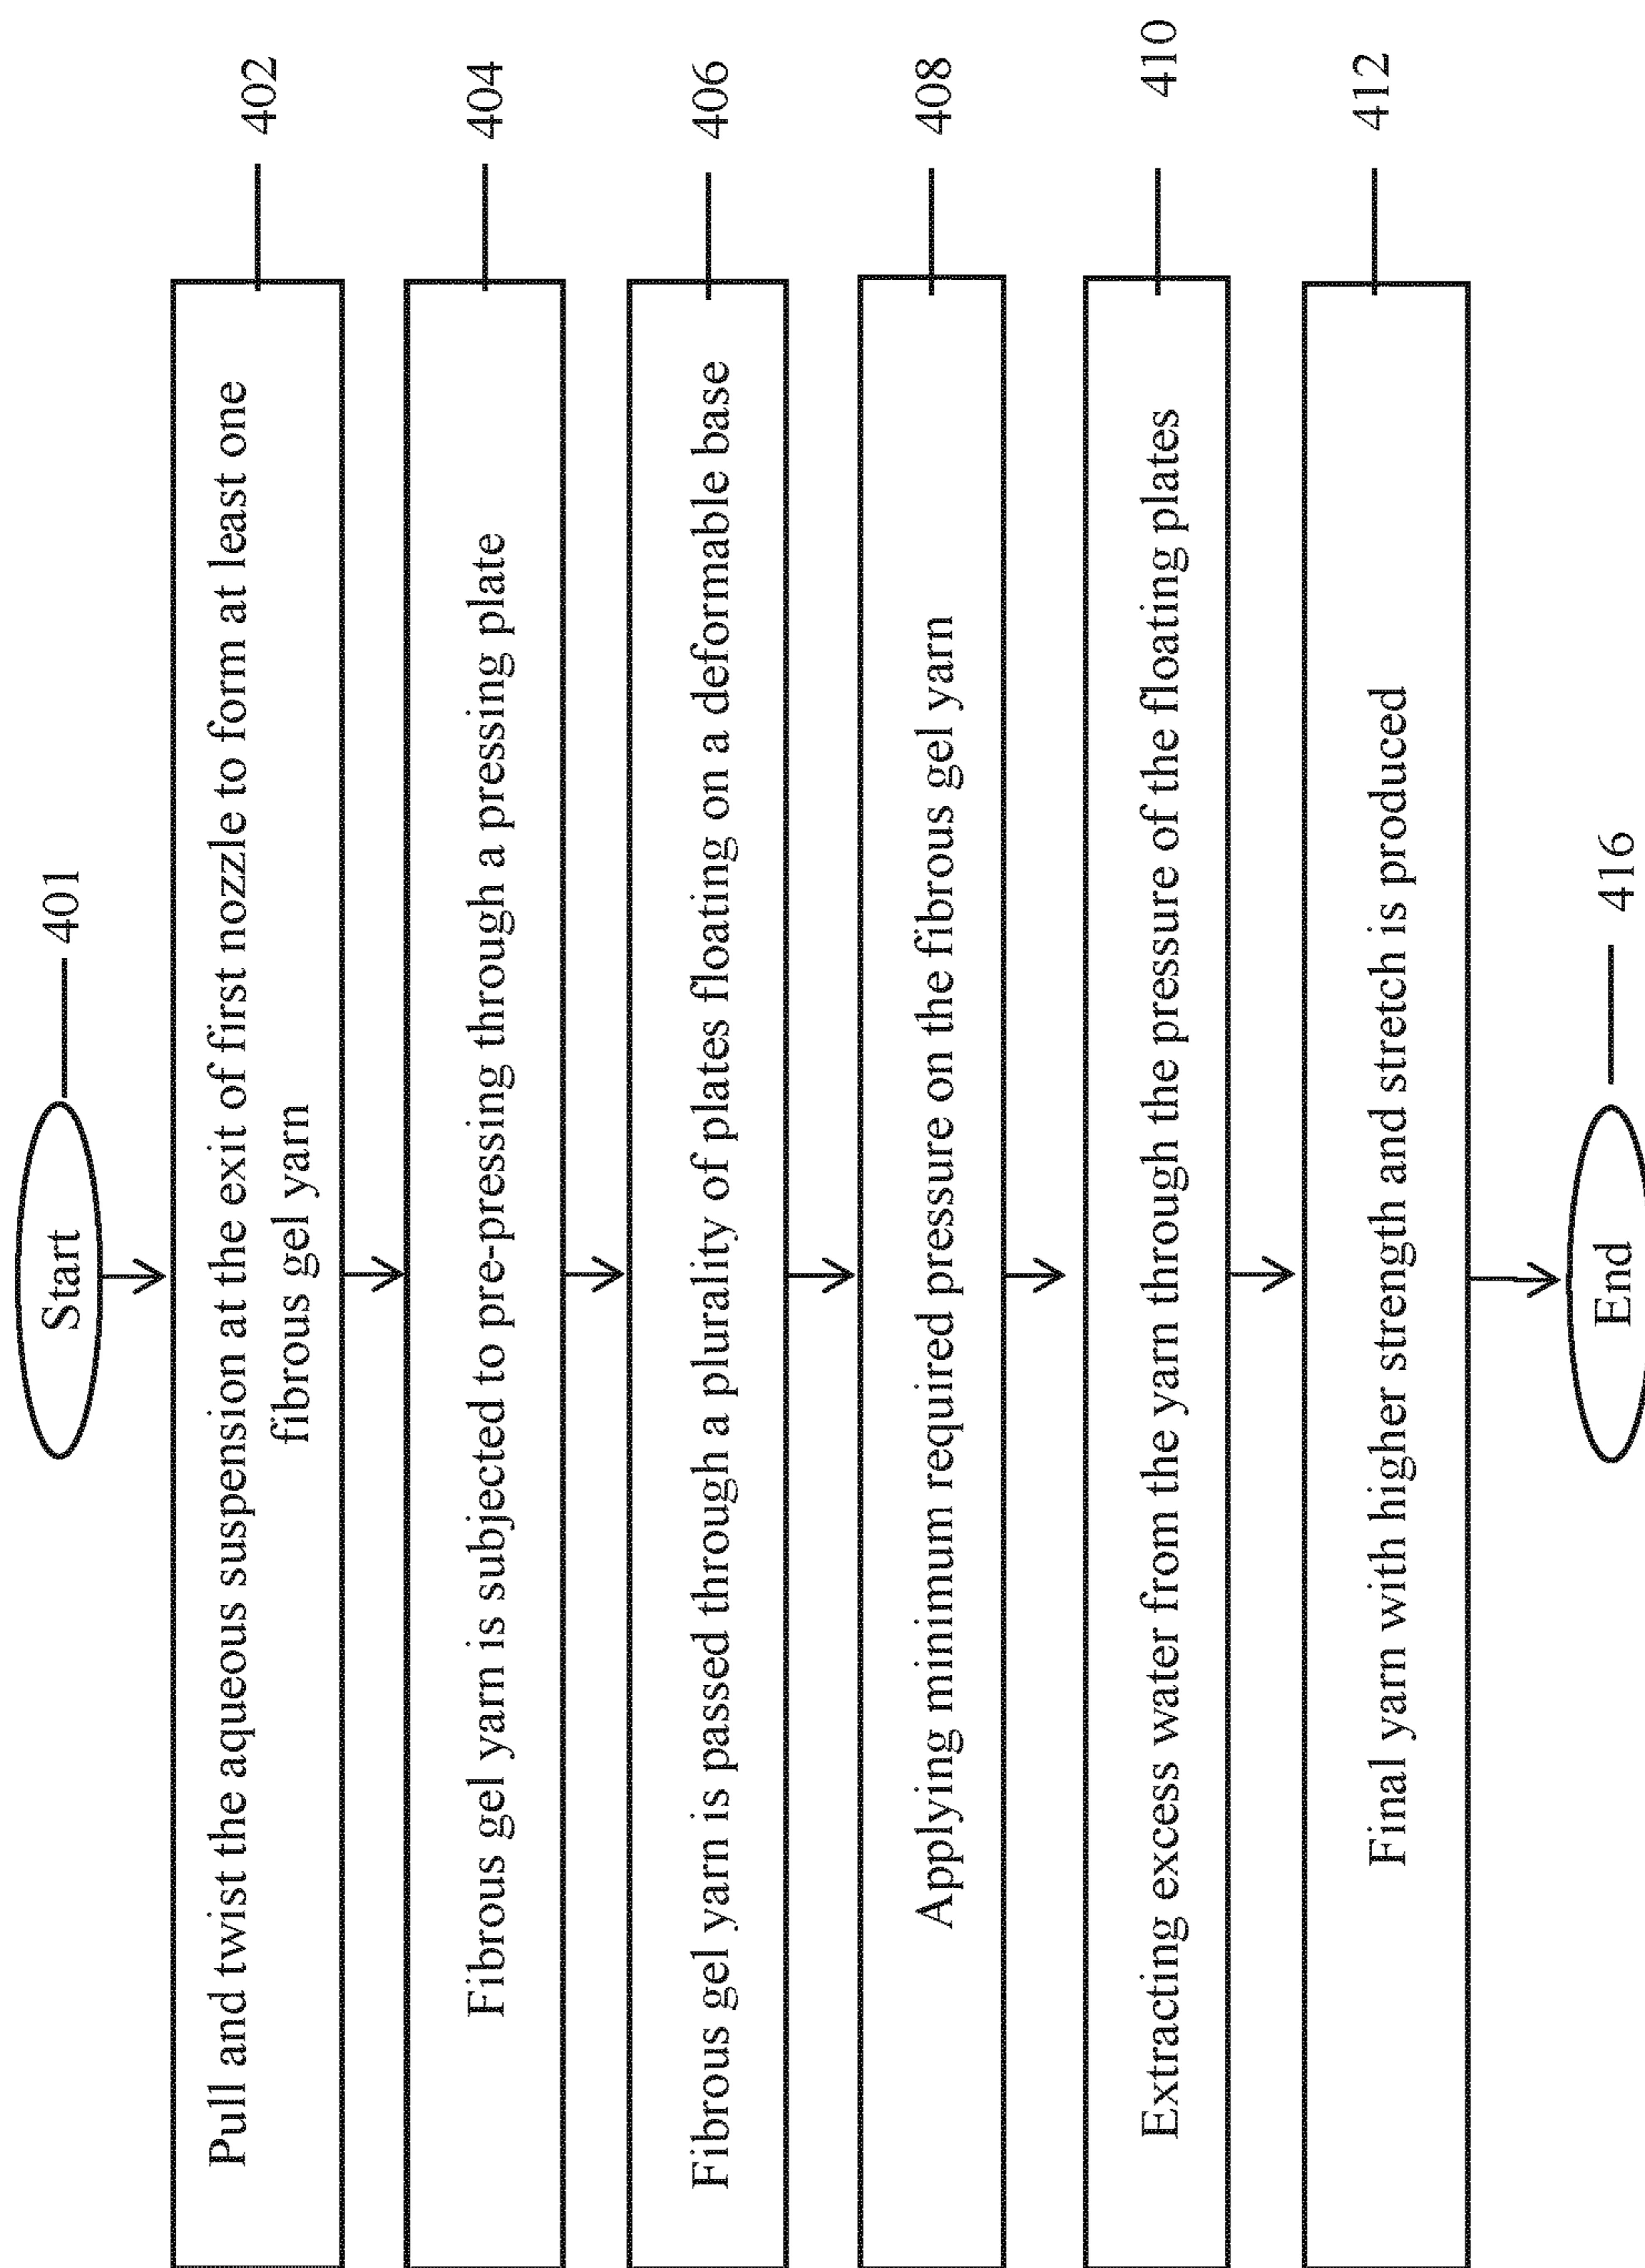 Start
401
Pull and twist the aqueous suspension at the exit of first nozzle to form at least one
fibrous gel yarn
402
Fibrous gel yarn is subjected to pre-pressing through a pressing plate
404
Fibrous gel yarn is passed through a plurality of plates floating on a deformable base
406
Applying minimum required pressure on the fibrous gel yarn
408
Extracting excess water from the yarn through the pressure of the floating plates
410
Final yarn with higher strength and stretch is produced
412
End
416